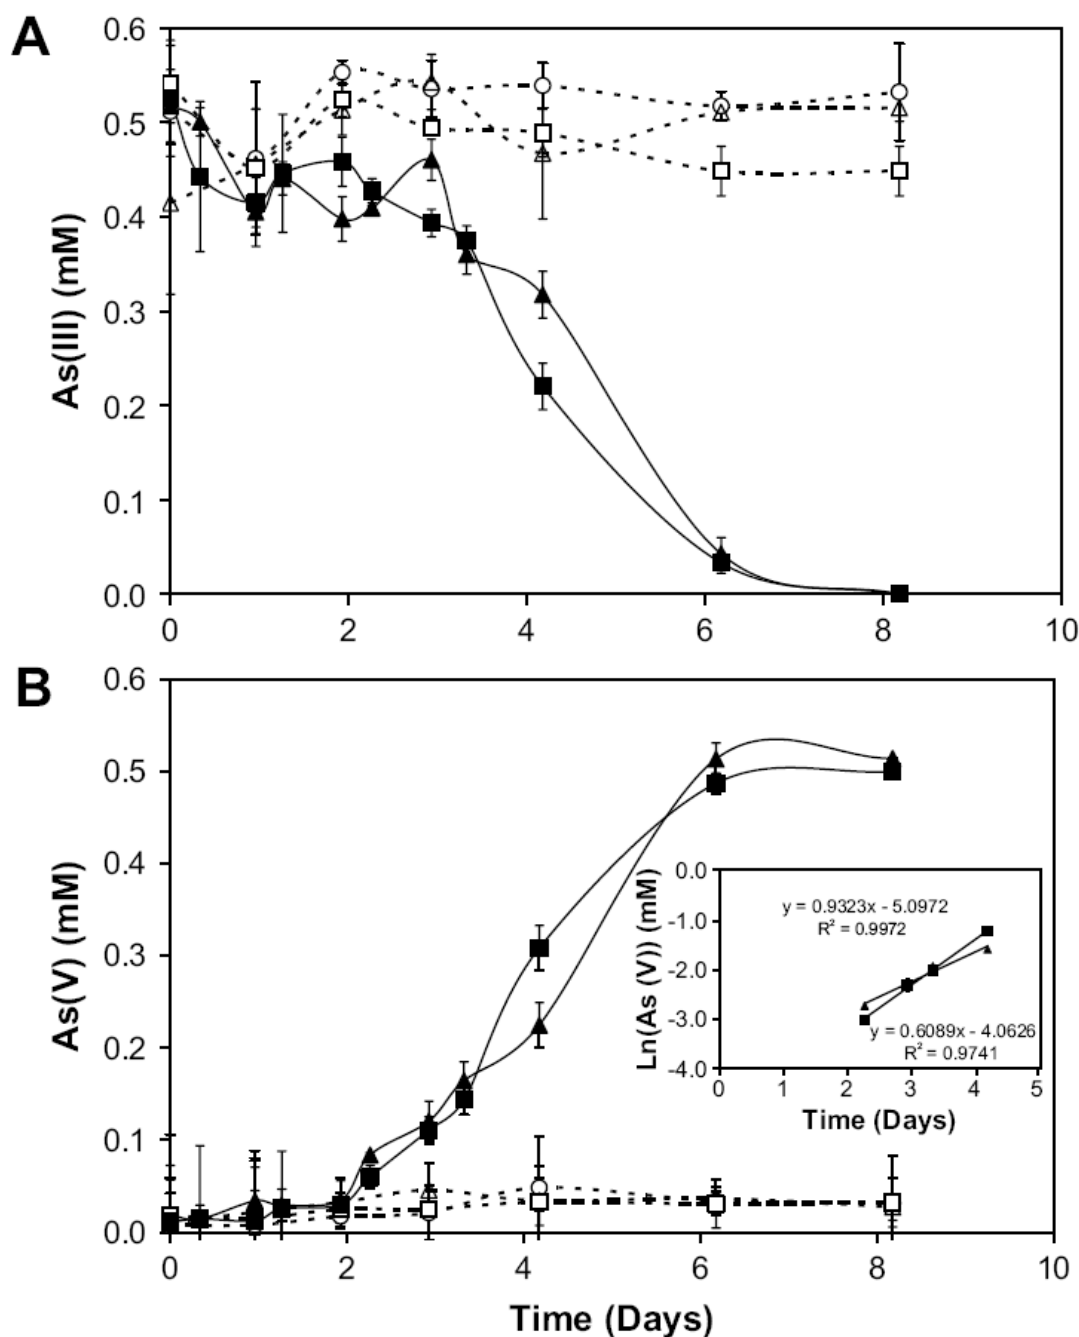 A
0.6
0.5
0.4
0.3
0.2
0.1
0.0
As(III) (mM)
0 2 4 6 8 10
B
0.6
0.5
0.4
0.3
0.2
0.1
0.0
As(V) (mM)
0.0
-1.0
-2.0
-3.0
-4.0
Ln(As (V)) (mM)
y = 0.9323x - 5.0972
R² = 0.9972
y = 0.6089x - 4.0626
R² = 0.9741
0 1 2 3 4 5
Time (Days)
0 2 4 6 8 10
Time (Days)